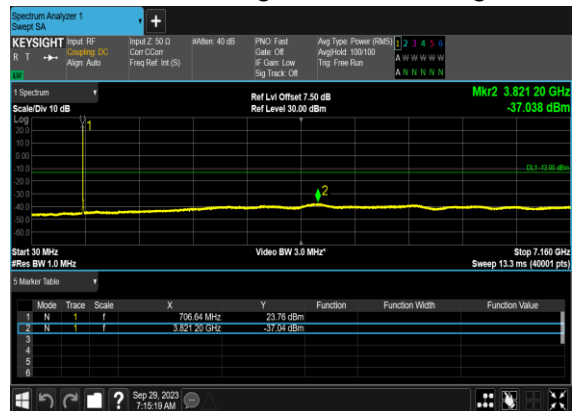 Spectrum Analyzer 1
Swept SA
+
KEYSIGHT Input: RF Input Z: 50 Ω #Atten: 40 dB PNO: Fast Avg Type: Power (RMS) 1 2 3 4 5 6
R T Coupling: DC Corr CCorr Gate: Off Avg|Hold: 100/100 A W W W W W
Align: Auto Freq Ref: Int (S) IF Gain: Low Trig: Free Run
LXI Sig Track: Off A N N N N N
1 Spectrum Ref Lvl Offset 7.50 dB Mkr2 3.821 20 GHz
Scale/Div 10 dB Ref Level 30.00 dBm -37.038 dBm
Log
20.0 1
10.0
0.00
-10.0 DL1 -13.00 dBm
-20.0
-30.0 2
-40.0
-50.0
-60.0
Start 30 MHz Video BW 3.0 MHz* Stop 7.160 GHz
#Res BW 1.0 MHz Sweep 13.3 ms (40001 pts)
5 Marker Table
Mode Trace Scale X Y Function Function Width Function Value
1 N 1 f 706.64 MHz 23.76 dBm
2 N 1 f 3.821 20 GHz -37.04 dBm
3
4
5
6
? Sep 29, 2023
7:15:19 AM